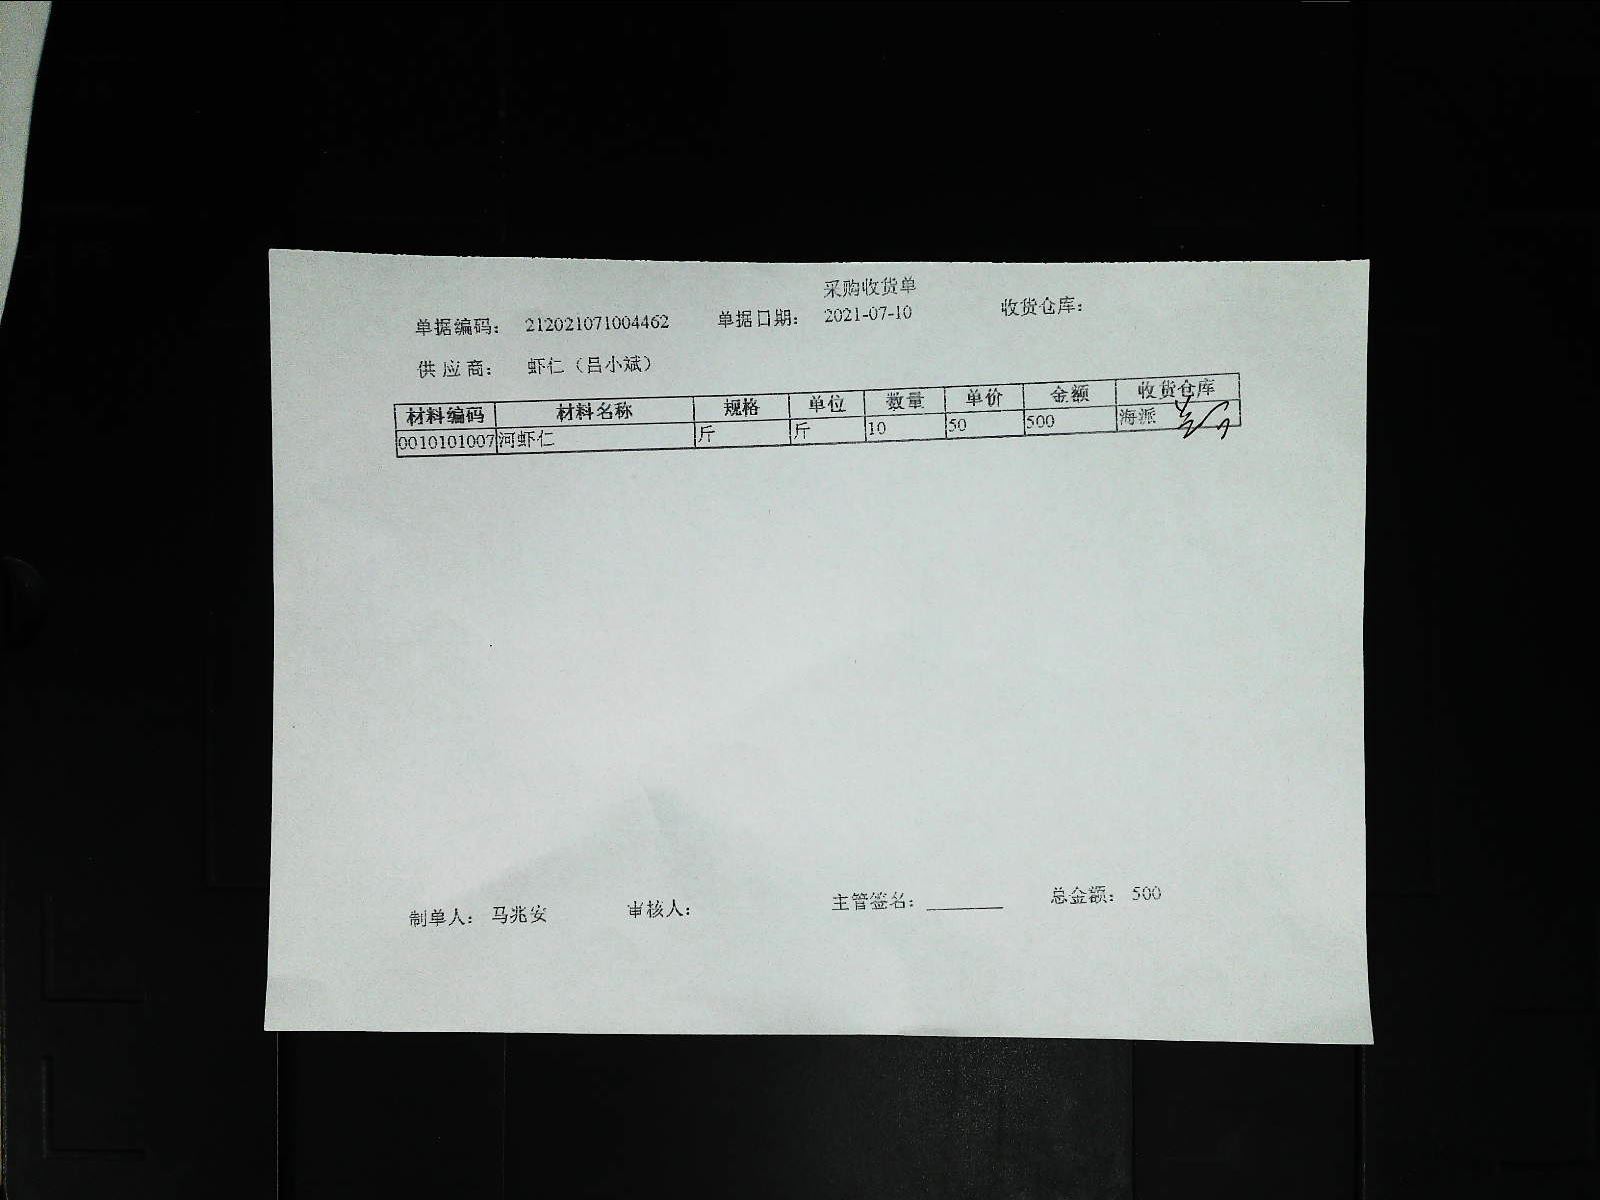 采购收货单
单据编码： 212021071004462 单据日期： 2021-07-10 收货仓库：
供 应 商： 虾仁（吕小斌）
材料编码 材料名称 规格 单位 数量 单价 金额 收货仓库
0010101007 河虾仁 斤 斤 10 50 500 海派
制单人： 马兆安 审核人： 主管签名： ________ 总金额： 500